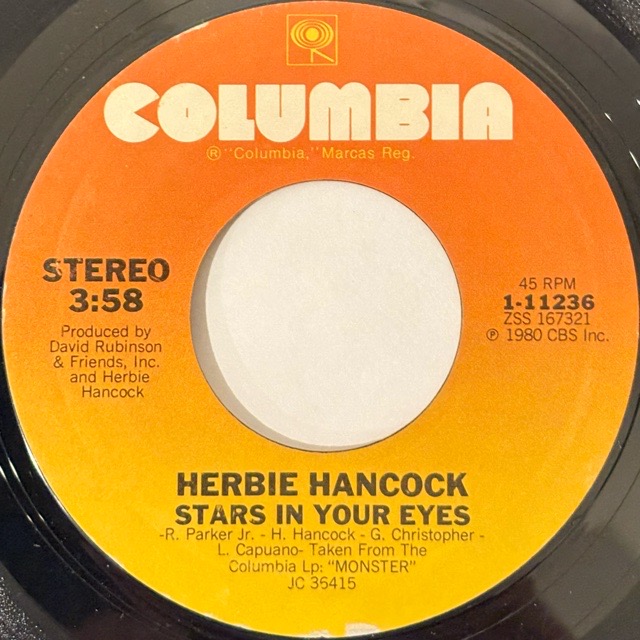 COLUMBIA
® "Columbia," Marcas Reg.
STEREO
3:58
Produced by
David Rubinson
& Friends, Inc.
and Herbie
Hancock
45 RPM
1-11236
ZSS 167321
℗ 1980 CBS Inc.
HERBIE HANCOCK
STARS IN YOUR EYES
-R. Parker Jr. - H. Hancock - G. Christopher -
L. Capuano- Taken From The
Columbia Lp: "MONSTER"
JC 36415